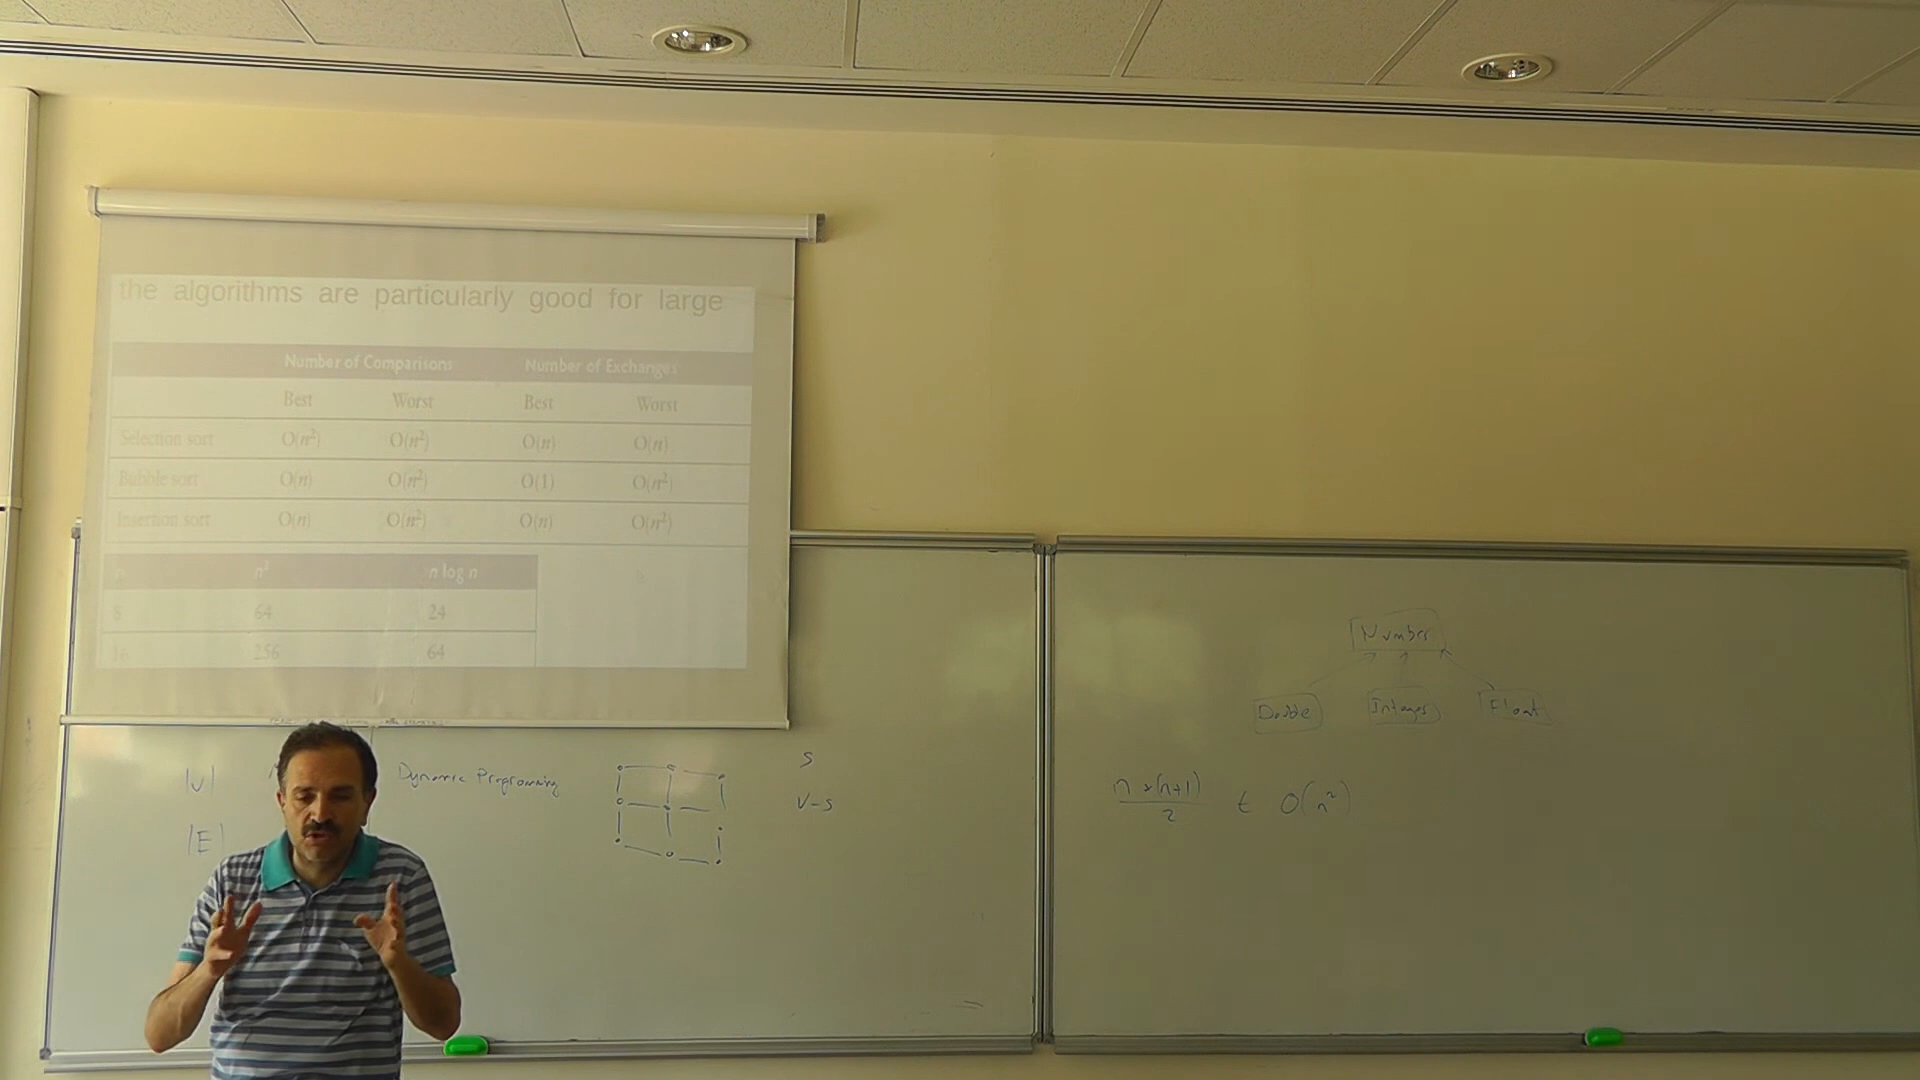 the algorithms are particularly good for large
Number of Comparisons Number of Exchanges
Best Worst Best Worst
Selection sort O(n²) O(n²) O(n) O(n)
Bubble sort O(n) O(n²) O(1) O(n²)
Insertion sort O(n) O(n²) O(n) O(n²)
n n² n log n
8 64 24
16 256 64
|V| Dynamic Programming
|E|
S
V-S
Number
Double Integer Float
n*(n+1)/2 ∈ O(n²)